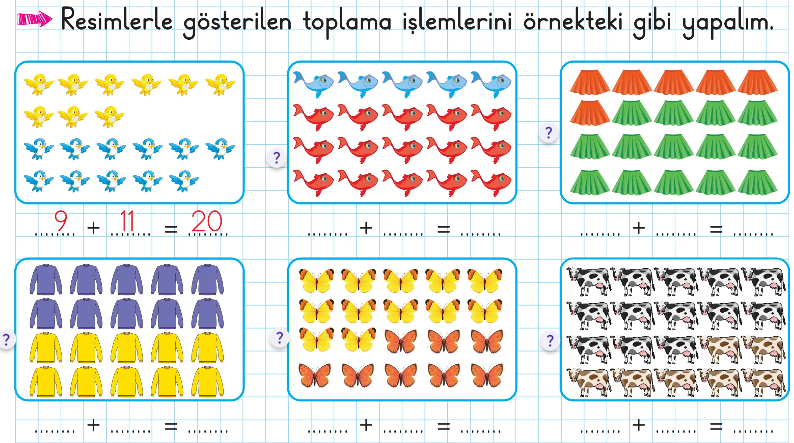 Resimlerle gösterilen toplama işlemlerini örnekteki gibi yapalım.
? ?
....9.... + ....11.... = ....20.... ........ + ........ = ........ ........ + ........ = ........
? ? ?
........ + ........ = ........ ........ + ........ = ........ ........ + ........ = ........